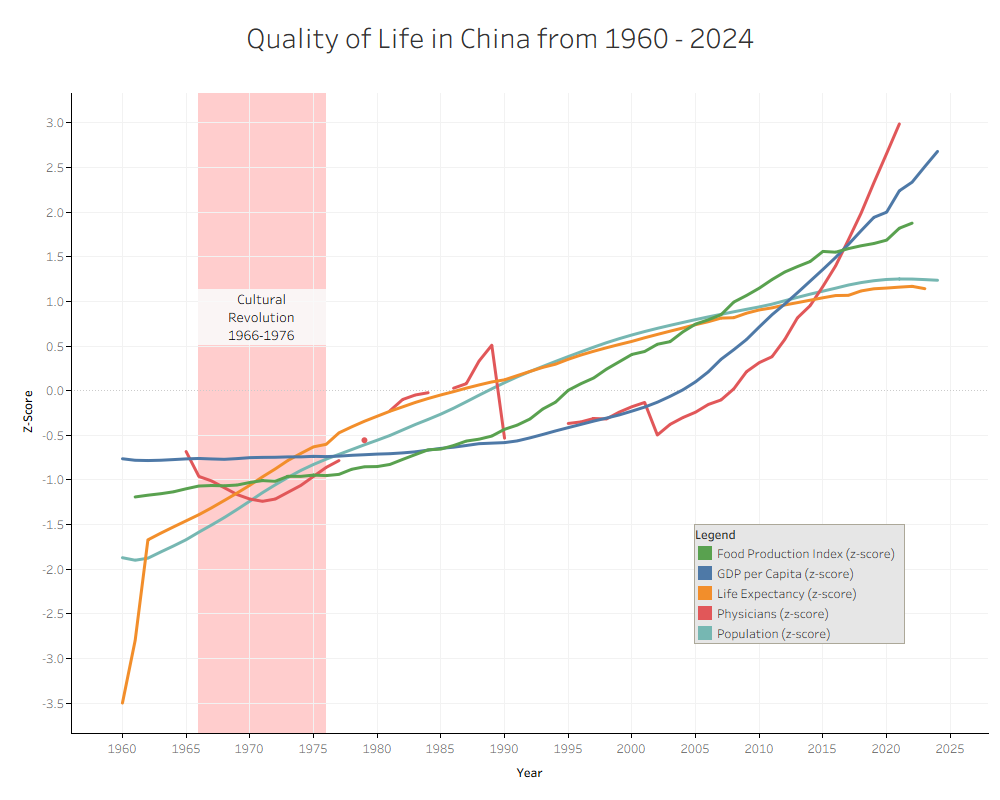 Quality of Life in China from 1960 - 2024
3.0
2.5
2.0
1.5
1.0
0.5
0.0
-0.5
-1.0
-1.5
-2.0
-2.5
-3.0
-3.5
Z-Score
Cultural
Revolution
1966-1976
Legend
Food Production Index (z-score)
GDP per Capita (z-score)
Life Expectancy (z-score)
Physicians (z-score)
Population (z-score)
1960 1965 1970 1975 1980 1985 1990 1995 2000 2005 2010 2015 2020 2025
Year